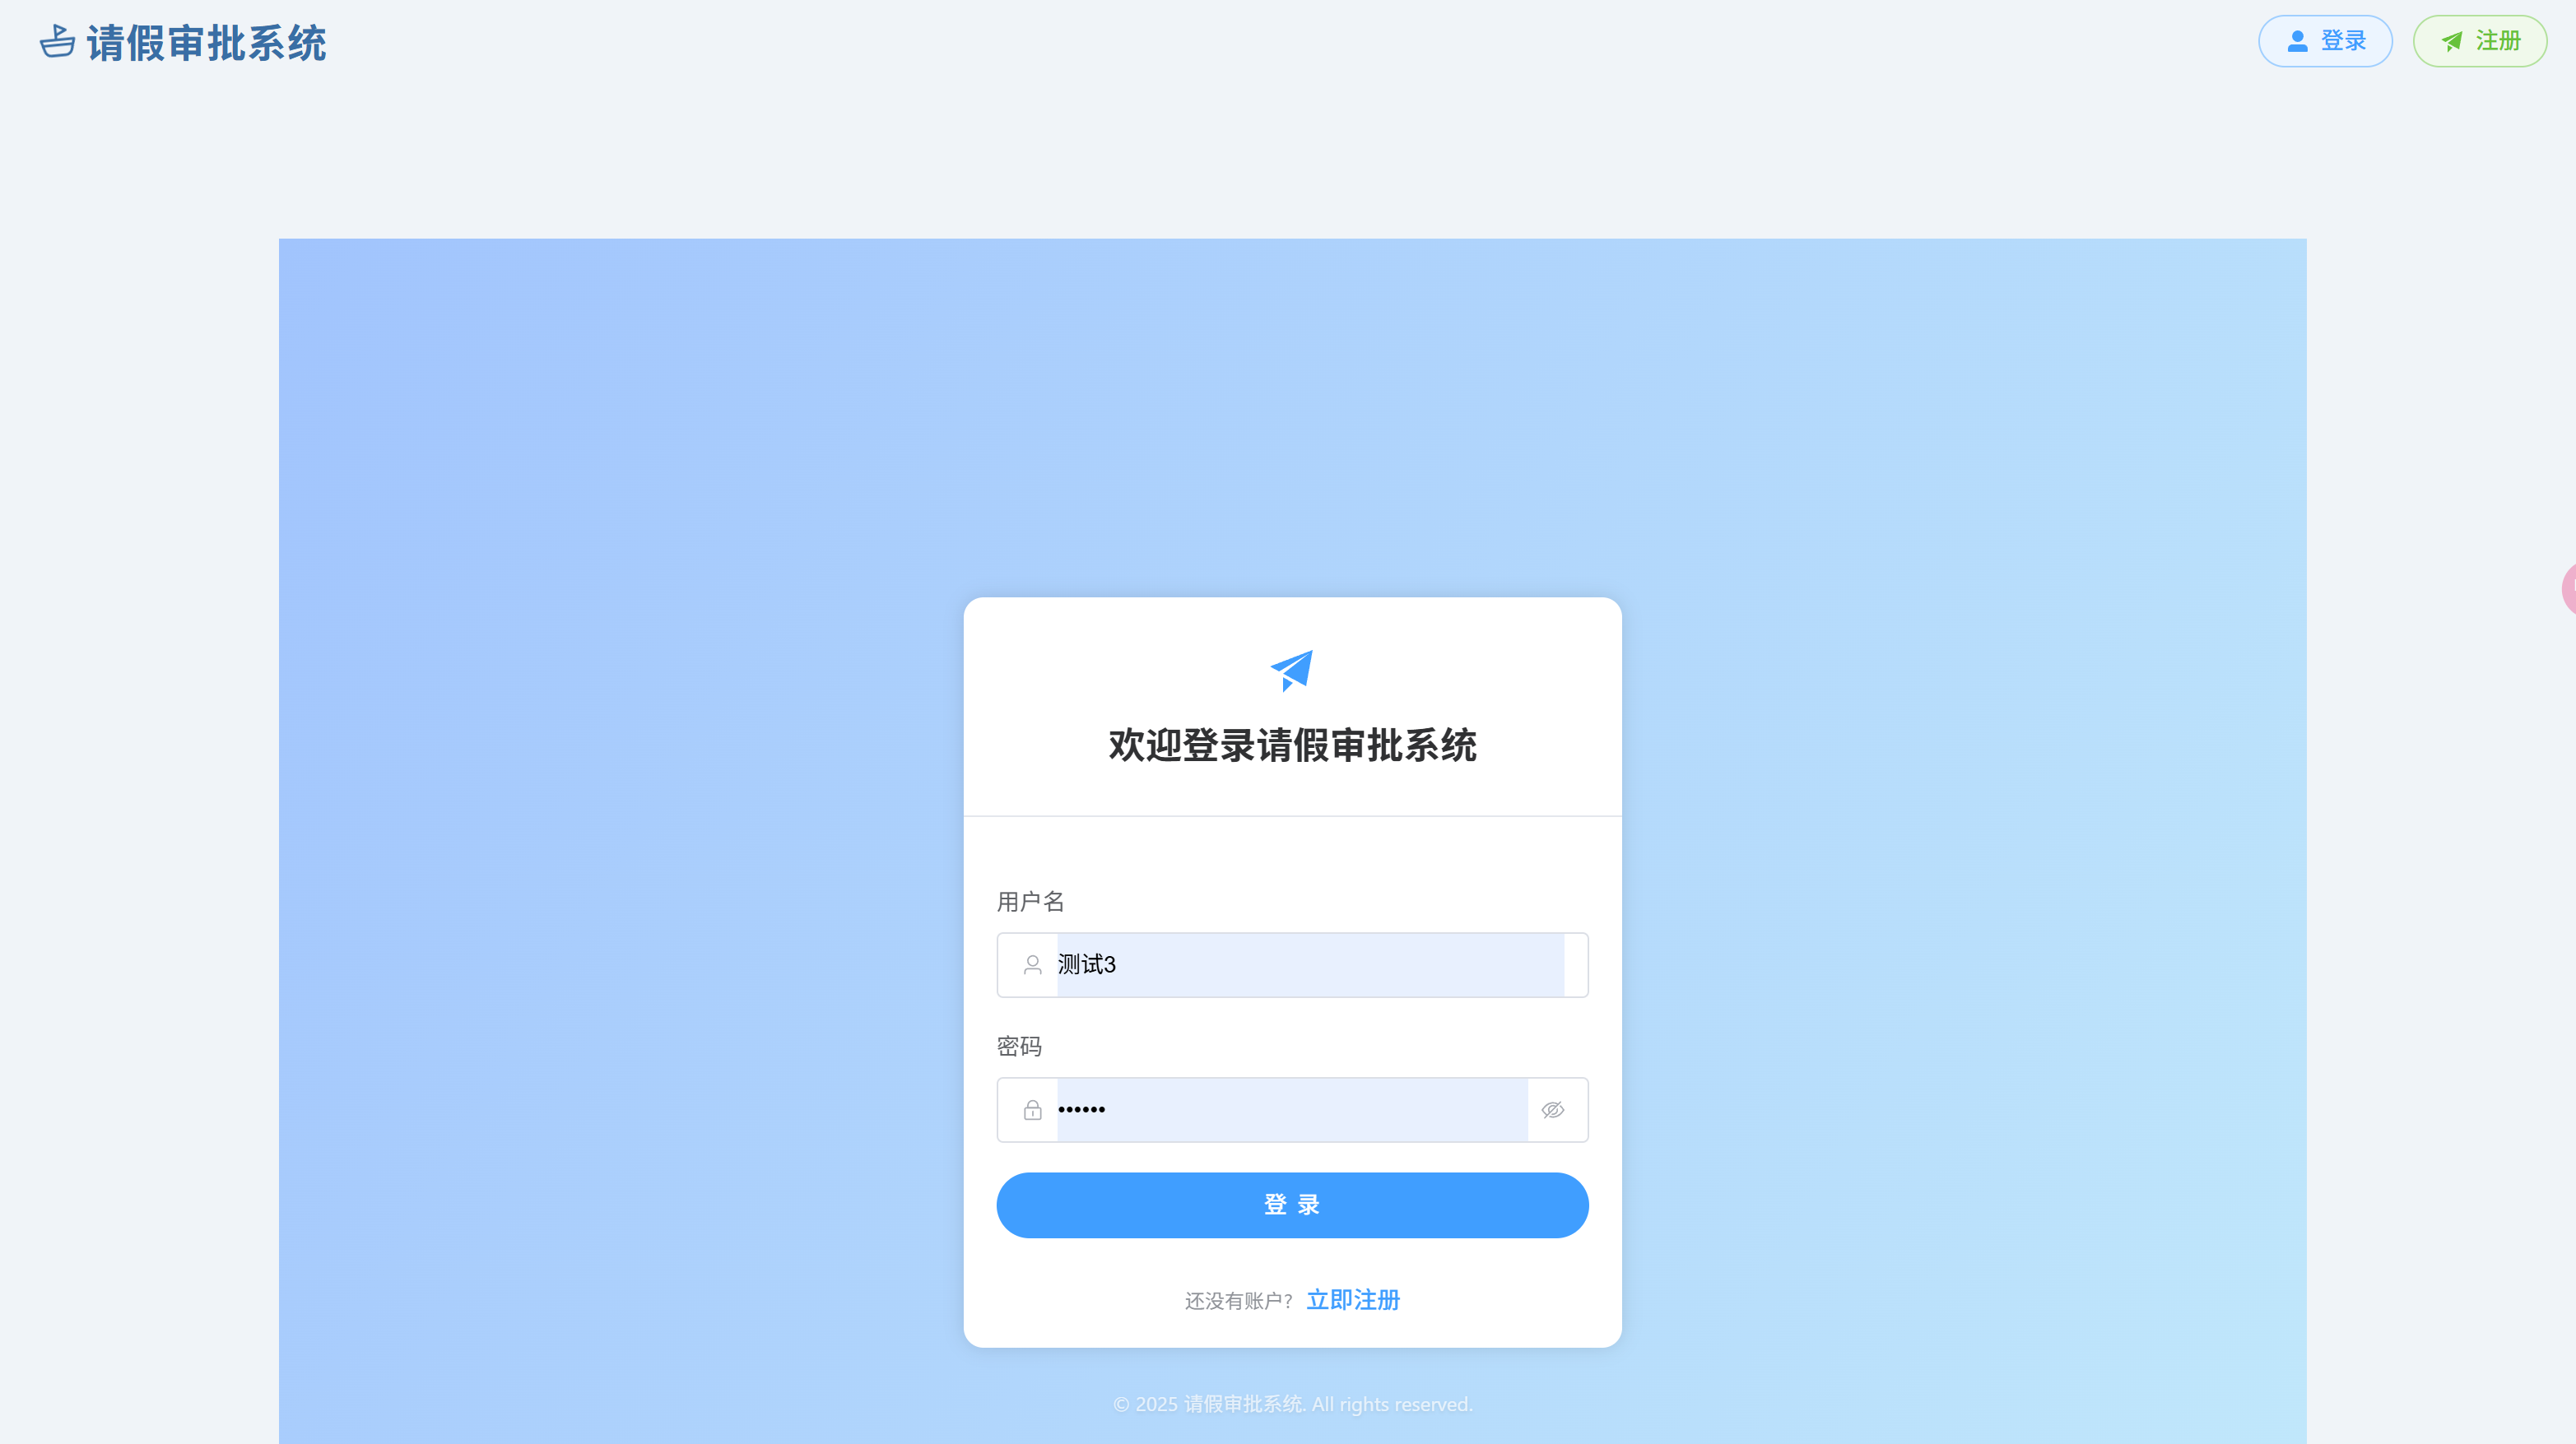 请假审批系统
登录
注册
欢迎登录请假审批系统
用户名
测试3
密码
••••••
登 录
还没有账户? 立即注册
© 2025 请假审批系统. All rights reserved.